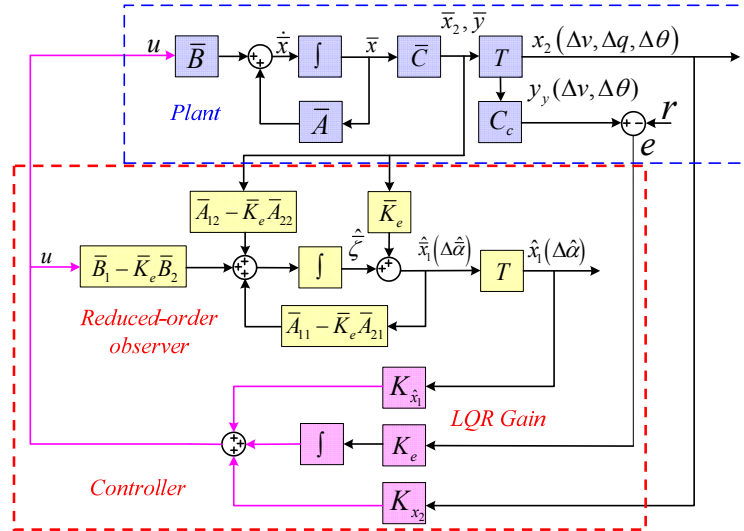 x̄₂, ȳ
u B̄ + + ẋ̄ ∫ x̄ C̄ T x₂(Δv, Δq, Δθ)
Plant Ā y_y(Δv, Δθ)
C_c + − r
e
Ā₁₂ − K̄ₑĀ₂₂ K̄ₑ
u B̄₁ − K̄ₑB̄₂ + + + ∫ ζ̄̂ + + x̄̂₁(Δᾱ̂) T x̂₁(Δα̂)
Reduced-order
observer
Ā₁₁ − K̄ₑĀ₂₁
K_x̂₁
LQR Gain
+ + + ∫ Kₑ
Controller K_x₂